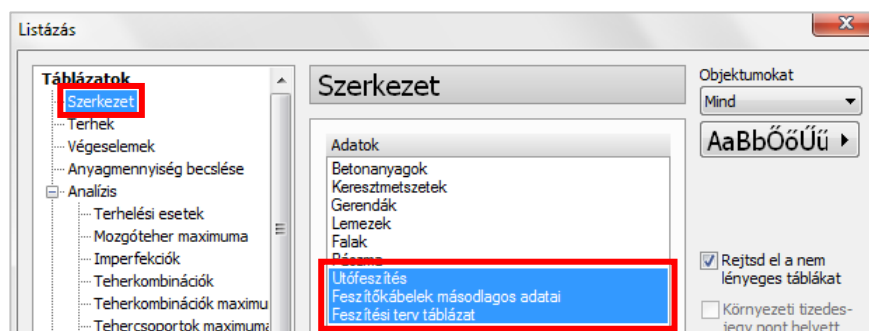 Listázás
Táblázatok
Szerkezet
Terhek
Végeselemek
Anyagmennyiség becslése
Analízis
Terhelési esetek
Mozgóteher maximuma
Imperfekciók
Teherkombinációk
Teherkombinációk maximu
Tehercsoportok maximuma
Szerkezet
Adatok
Betonanyagok
Keresztmetszetek
Gerendák
Lemezek
Falak
Utófeszítés
Feszítőkábelek másodlagos adatai
Feszítési terv táblázat
Objektumokat
Mind
AaBbŐőŰű
Rejtsd el a nem
lényeges táblákat
Környezeti tizedes-
jegy pont helyett